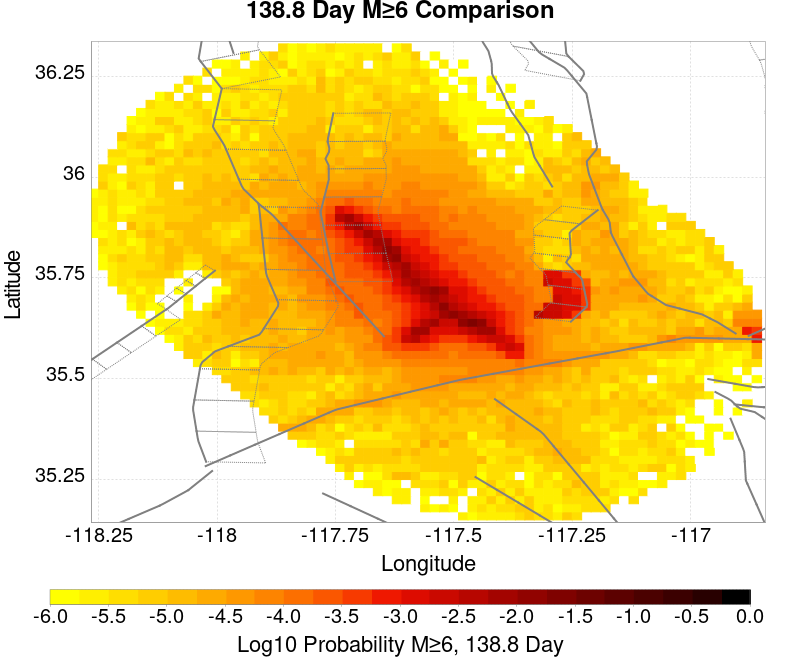 138.8 Day M≥6 Comparison
36.25
36
35.75
35.5
35.25
Latitude
-118.25 -118 -117.75 -117.5 -117.25 -117
Longitude
-6.0 -5.5 -5.0 -4.5 -4.0 -3.5 -3.0 -2.5 -2.0 -1.5 -1.0 -0.5 0.0
Log10 Probability M≥6, 138.8 Day